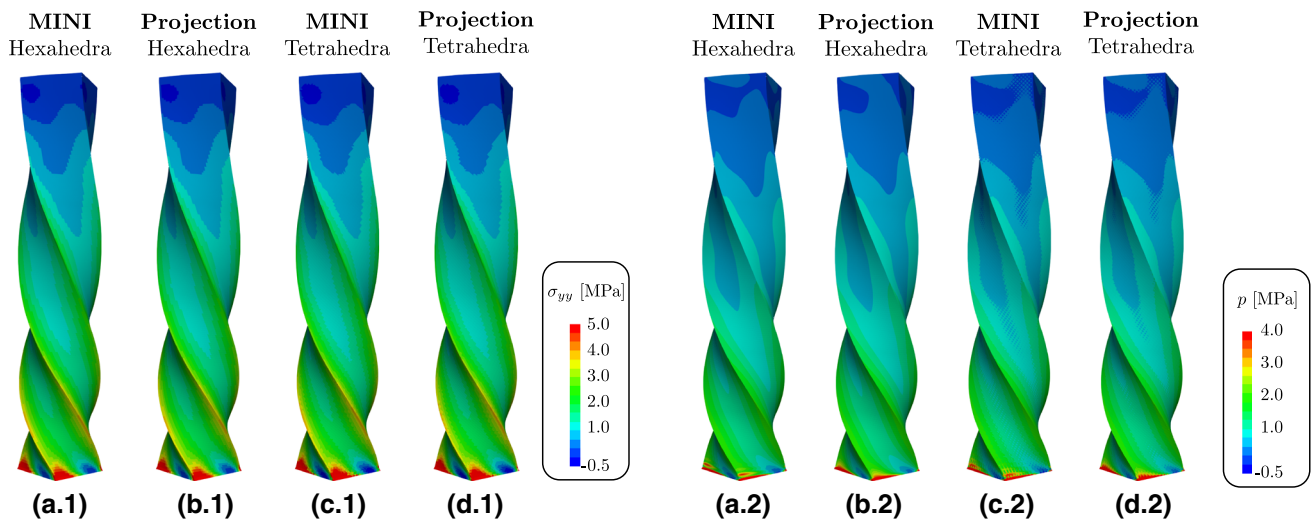 MINI Projection MINI Projection MINI Projection MINI Projection
Hexahedra Hexahedra Tetrahedra Tetrahedra Hexahedra Hexahedra Tetrahedra Tetrahedra
σyy [MPa]
5.0
4.0
3.0
2.0
1.0
-0.5
p [MPa]
4.0
3.0
2.0
1.0
-0.5
(a.1) (b.1) (c.1) (d.1) (a.2) (b.2) (c.2) (d.2)